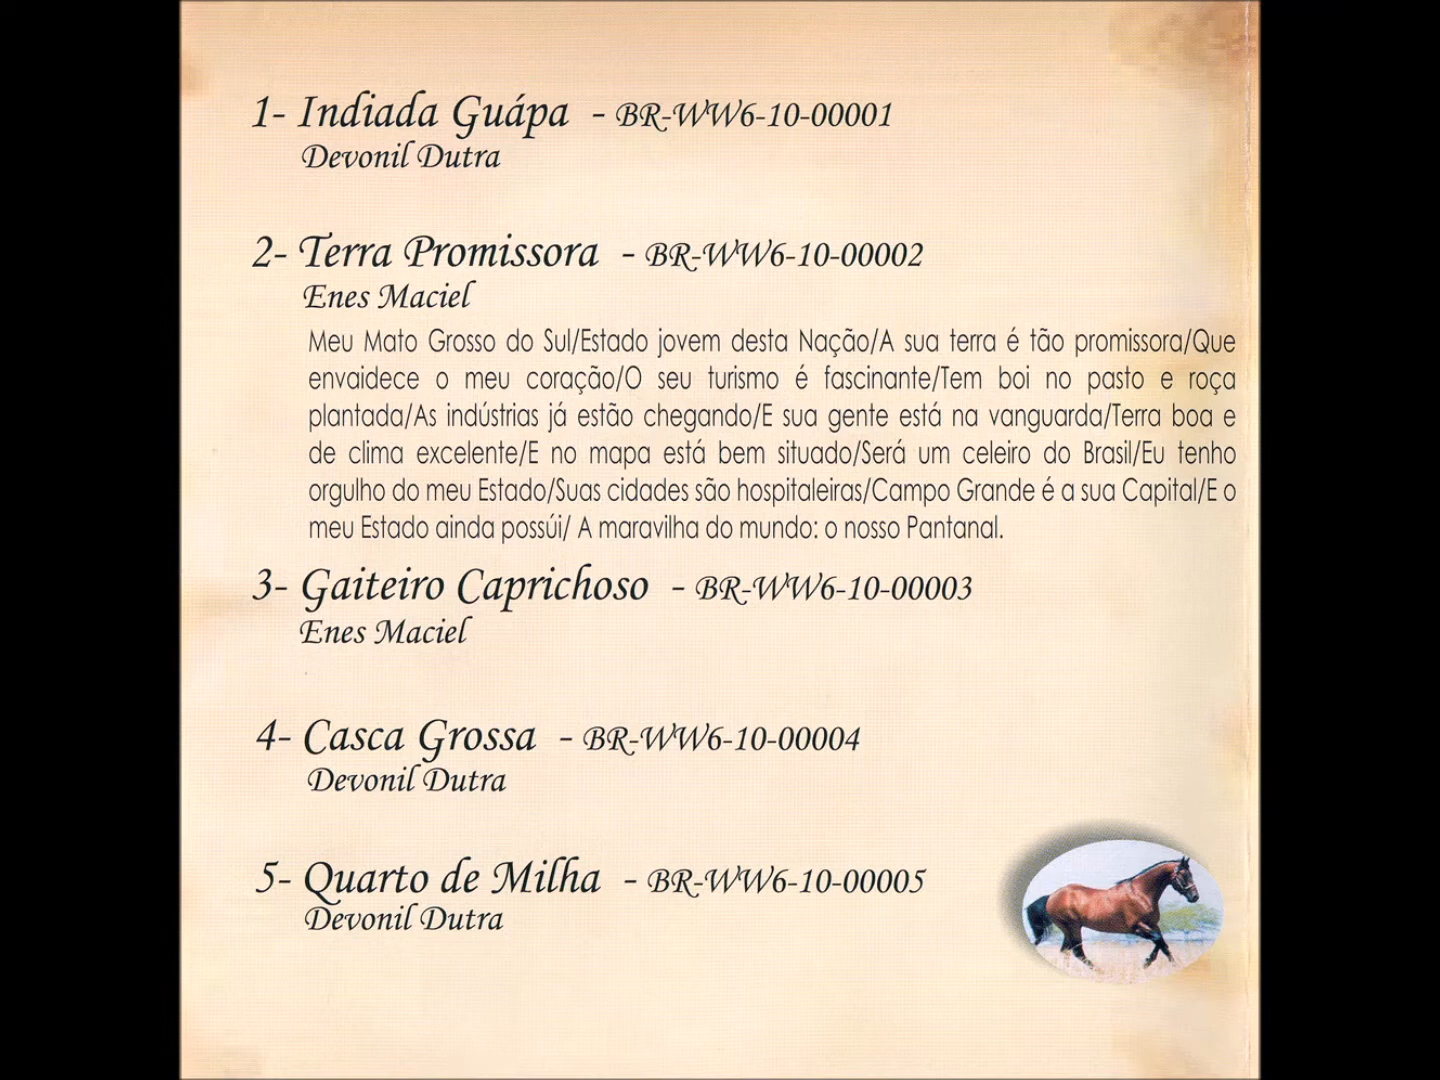 1- Indiada Guápa - BR-WW6-10-00001
Devonil Dutra
2- Terra Promissora - BR-WW6-10-00002
Enes Maciel
Meu Mato Grosso do Sul/Estado jovem desta Nação/A sua terra é tão promissora/Que
envaidece o meu coração/O seu turismo é fascinante/Tem boi no pasto e roça
plantada/As indústrias já estão chegando/E sua gente está na vanguarda/Terra boa e
de clima excelente/E no mapa está bem situado/Será um celeiro do Brasil/Eu tenho
orgulho do meu Estado/Suas cidades são hospitaleiras/Campo Grande é a sua Capital/E o
meu Estado ainda possúi/ A maravilha do mundo: o nosso Pantanal.
3- Gaiteiro Caprichoso - BR-WW6-10-00003
Enes Maciel
4- Casca Grossa - BR-WW6-10-00004
Devonil Dutra
5- Quarto de Milha - BR-WW6-10-00005
Devonil Dutra